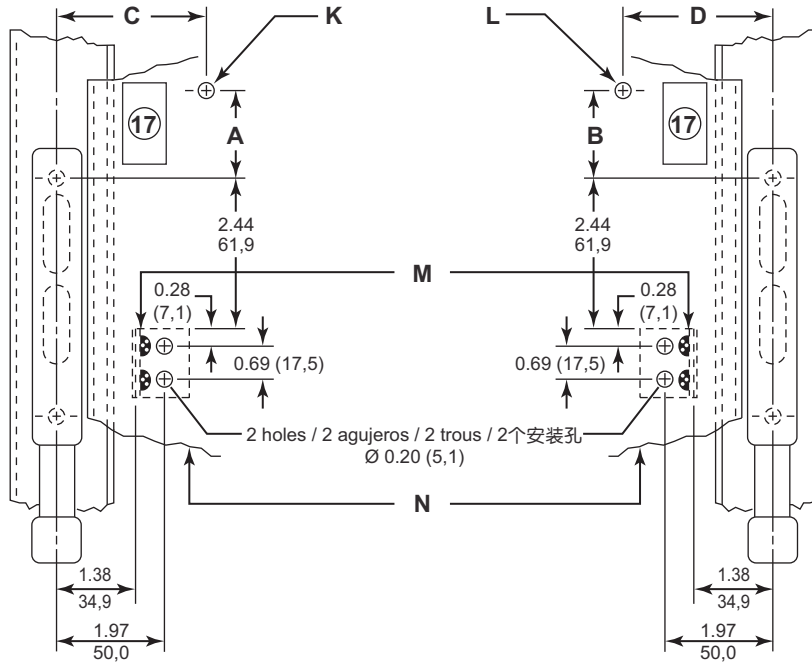 C
K
L
D
17
A
B
17
2.44
61,9
2.44
61,9
M
0.28
(7,1)
0.28
(7,1)
0.69 (17,5)
0.69 (17,5)
2 holes / 2 agujeros / 2 trous / 2个安装孔
Ø 0.20 (5,1)
N
1.38
34,9
1.38
34,9
1.97
50,0
1.97
50,0